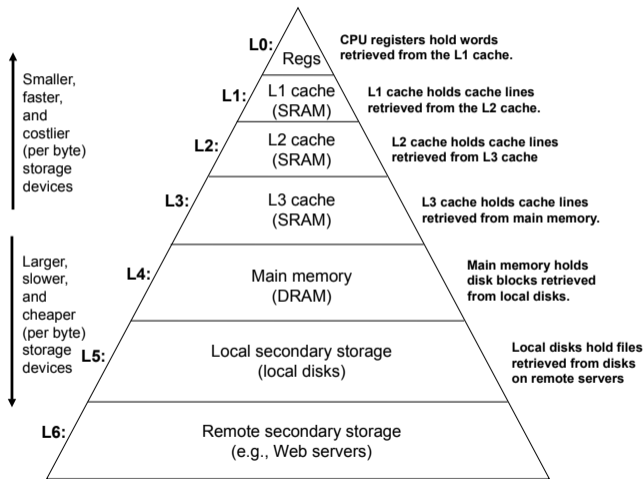 L0:
Regs
CPU registers hold words
retrieved from the L1 cache.
L1:
L1 cache
(SRAM)
L1 cache holds cache lines
retrieved from the L2 cache.
L2:
L2 cache
(SRAM)
L2 cache holds cache lines
retrieved from L3 cache
L3:
L3 cache
(SRAM)
L3 cache holds cache lines
retrieved from main memory.
L4:
Main memory
(DRAM)
Main memory holds
disk blocks retrieved
from local disks.
L5:
Local secondary storage
(local disks)
Local disks hold files
retrieved from disks
on remote servers
L6:
Remote secondary storage
(e.g., Web servers)
Smaller,
faster,
and
costlier
(per byte)
storage
devices
Larger,
slower,
and
cheaper
(per byte)
storage
devices